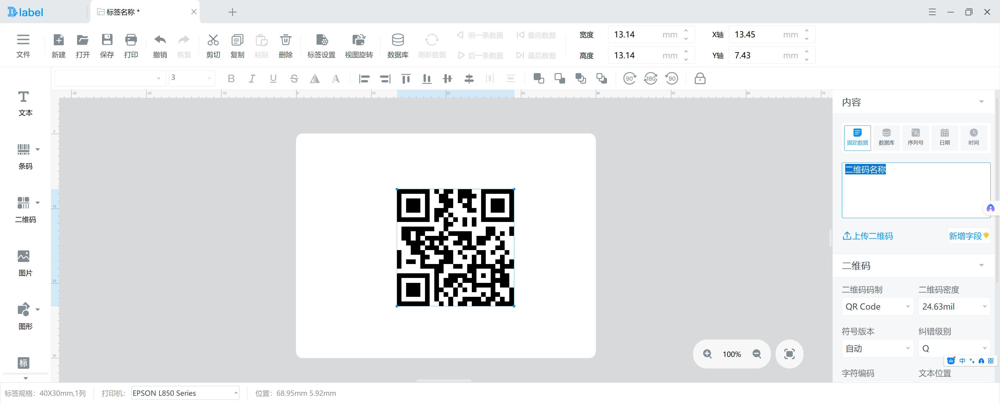 label
标签名称 *
文件
新建
打开
保存
打印
撤销
恢复
剪切
复制
粘贴
删除
标签设置
视图旋转
数据库
刷新数据
前一条数据
最前数据
后一条数据
最后数据
宽度 13.14 mm
X轴 13.45 mm
高度 13.14 mm
Y轴 7.43 mm
3
B I U S A
90 180 90
-30 -20 -10 0 10 20 30 40 50 60 70
0
10
20
30
文本
条码
二维码
图片
图形
标
100%
内容
固定数据
数据库
序列号
日期
时间
二维码名称
上传二维码
新增字段
二维码
二维码码制
二维码密度
QR Code
24.63mil
符号版本
纠错级别
自动
Q
du 中
字符编码
文本位置
标签规格：40X30mm,1列
打印机：
EPSON L850 Series
位置：68.95mm 5.92mm